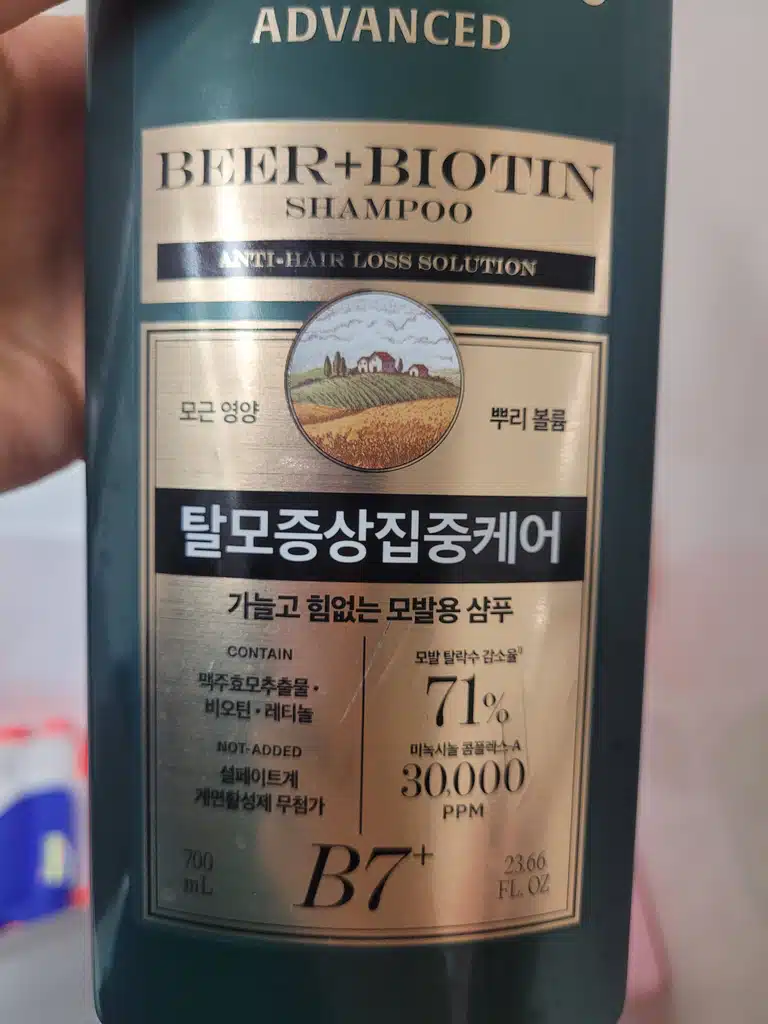 ADVANCED
BEER+BIOTIN
SHAMPOO
ANTI-HAIR LOSS SOLUTION
모근 영양
뿌리 볼륨
탈모증상집중케어
가늘고 힘없는 모발용 샴푸
CONTAIN
맥주효모추출물·
비오틴·레티놀
NOT-ADDED
설페이트계
계면활성제 무첨가
모발 탈락수 감소율
71%
미녹시놀 콤플렉스-A
30,000
PPM
700
mL
B7+
23.66
FL. OZ